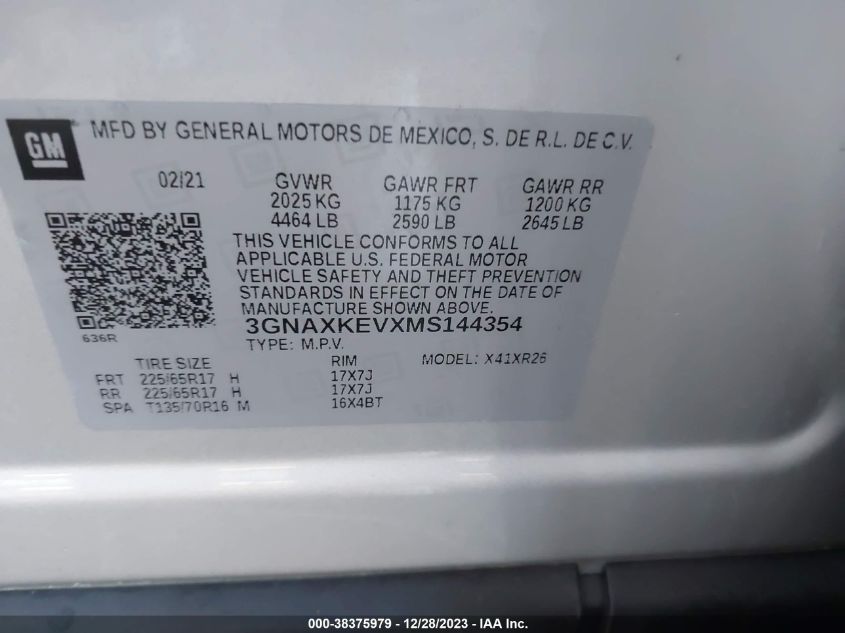 GM
MFD BY GENERAL MOTORS DE MEXICO, S. DE R.L. DE C.V.
02/21 GVWR GAWR FRT GAWR RR
2025 KG 1175 KG 1200 KG
4464 LB 2590 LB 2645 LB
THIS VEHICLE CONFORMS TO ALL
APPLICABLE U.S. FEDERAL MOTOR
VEHICLE SAFETY AND THEFT PREVENTION
STANDARDS IN EFFECT ON THE DATE OF
MANUFACTURE SHOWN ABOVE.
3GNAXKEVXMS144354
636R
TYPE: M.P.V.
TIRE SIZE RIM MODEL: X41XR26
FRT 225/65R17 H 17X7J
RR 225/65R17 H 17X7J
SPA T135/70R16 M 16X4BT
000-38375979 - 12/28/2023 - IAA Inc.